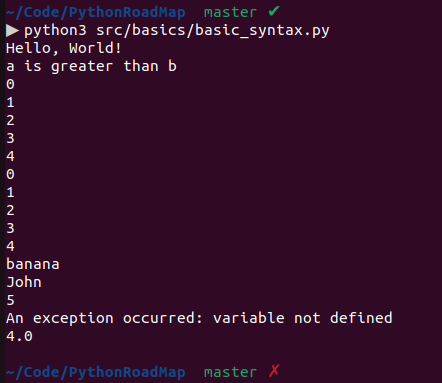 ~/Code/PythonRoadMap master ✔
▶ python3 src/basics/basic_syntax.py
Hello, World!
a is greater than b
0
1
2
3
4
0
1
2
3
4
banana
John
5
An exception occurred: variable not defined
4.0
~/Code/PythonRoadMap master ✗